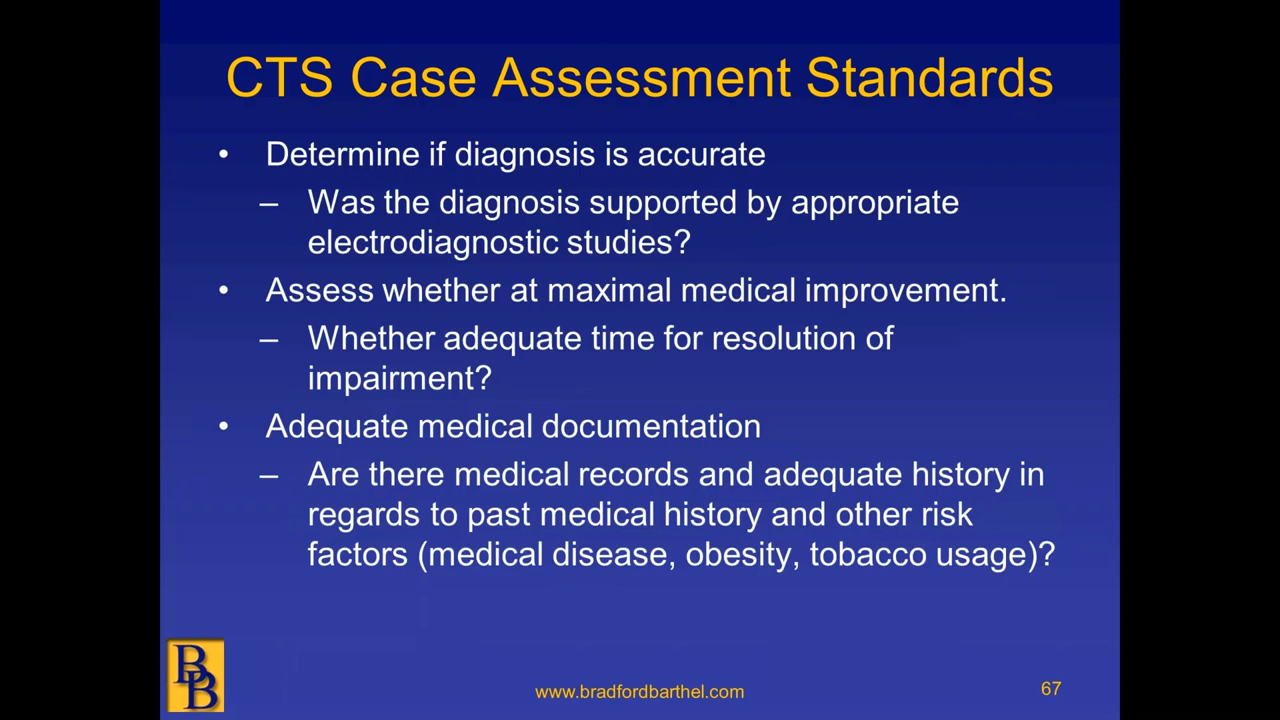 CTS Case Assessment Standards
• Determine if diagnosis is accurate
– Was the diagnosis supported by appropriate
electrodiagnostic studies?
• Assess whether at maximal medical improvement.
– Whether adequate time for resolution of
impairment?
• Adequate medical documentation
– Are there medical records and adequate history in
regards to past medical history and other risk
factors (medical disease, obesity, tobacco usage)?
BB
www.bradfordbarthel.com
67